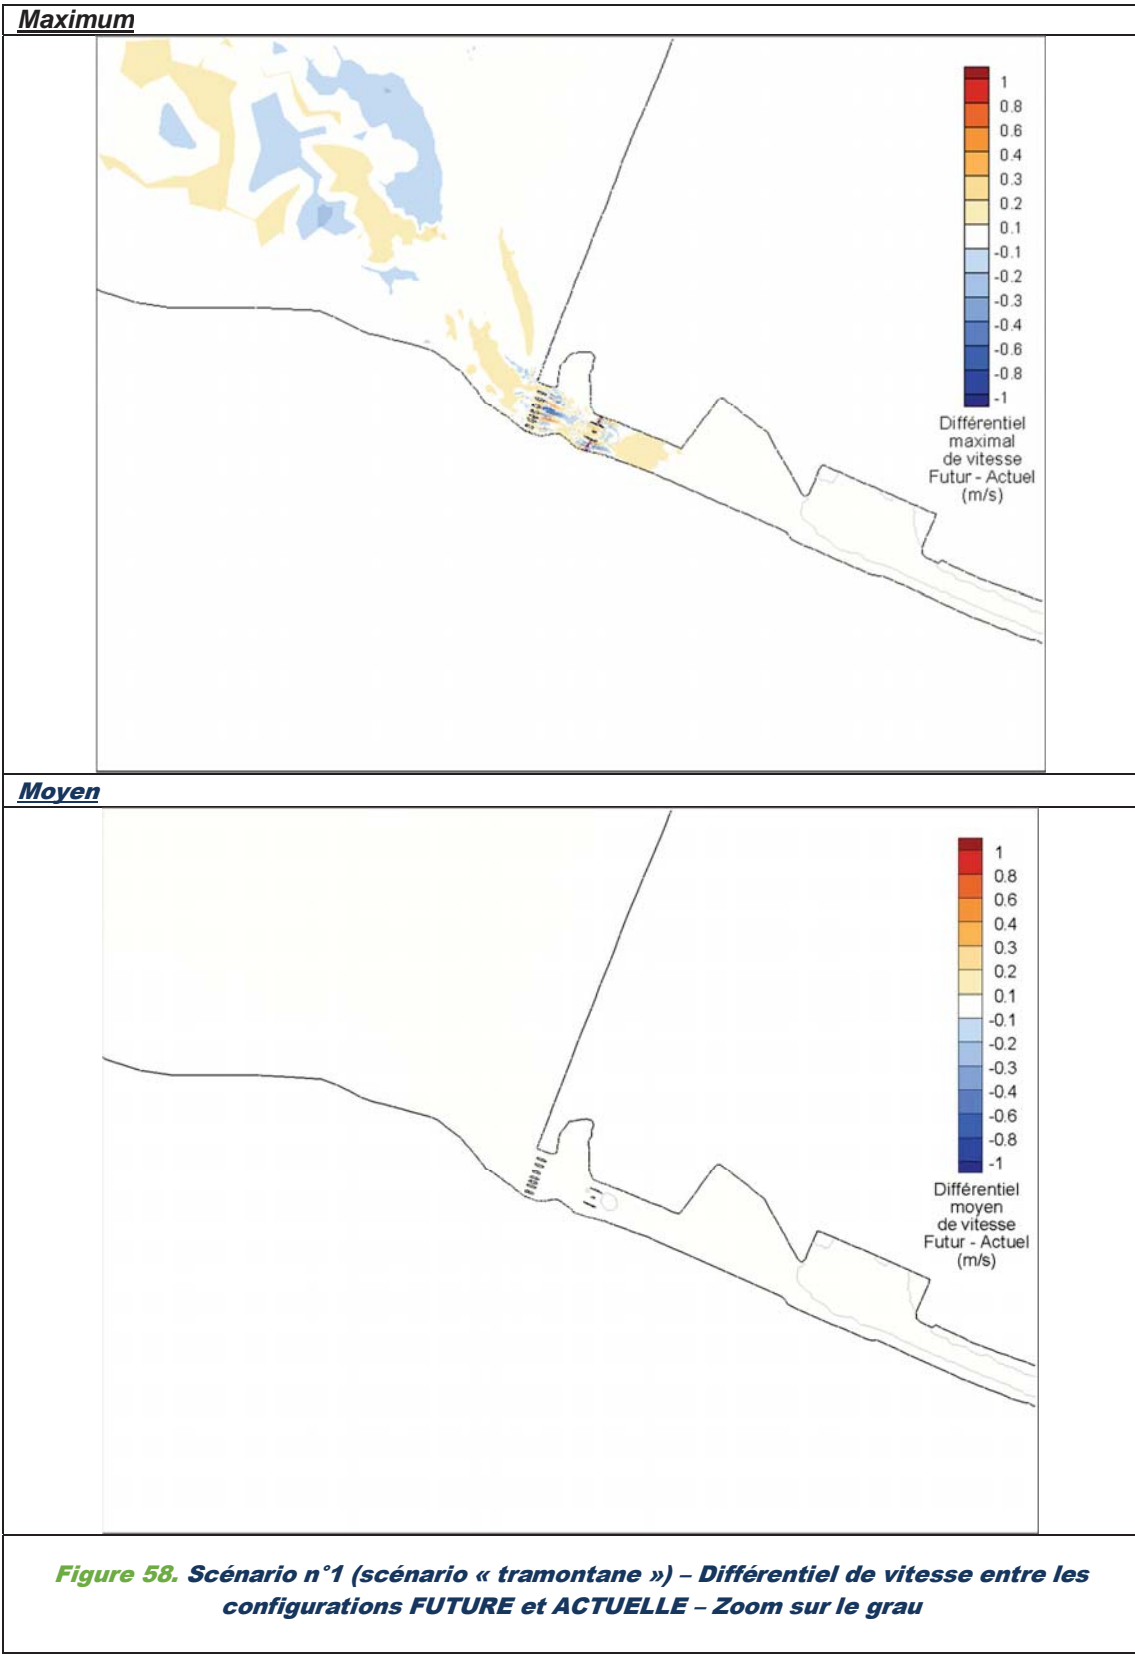 Maximum
1
0.8
0.6
0.4
0.3
0.2
0.1
-0.1
-0.2
-0.3
-0.4
-0.6
-0.8
-1
Différentiel
maximal
de vitesse
Futur - Actuel
(m/s)
Moyen
1
0.8
0.6
0.4
0.3
0.2
0.1
-0.1
-0.2
-0.3
-0.4
-0.6
-0.8
-1
Différentiel
moyen
de vitesse
Futur - Actuel
(m/s)
Figure 58. Scénario n°1 (scénario « tramontane ») – Différentiel de vitesse entre les
configurations FUTURE et ACTUELLE – Zoom sur le grau